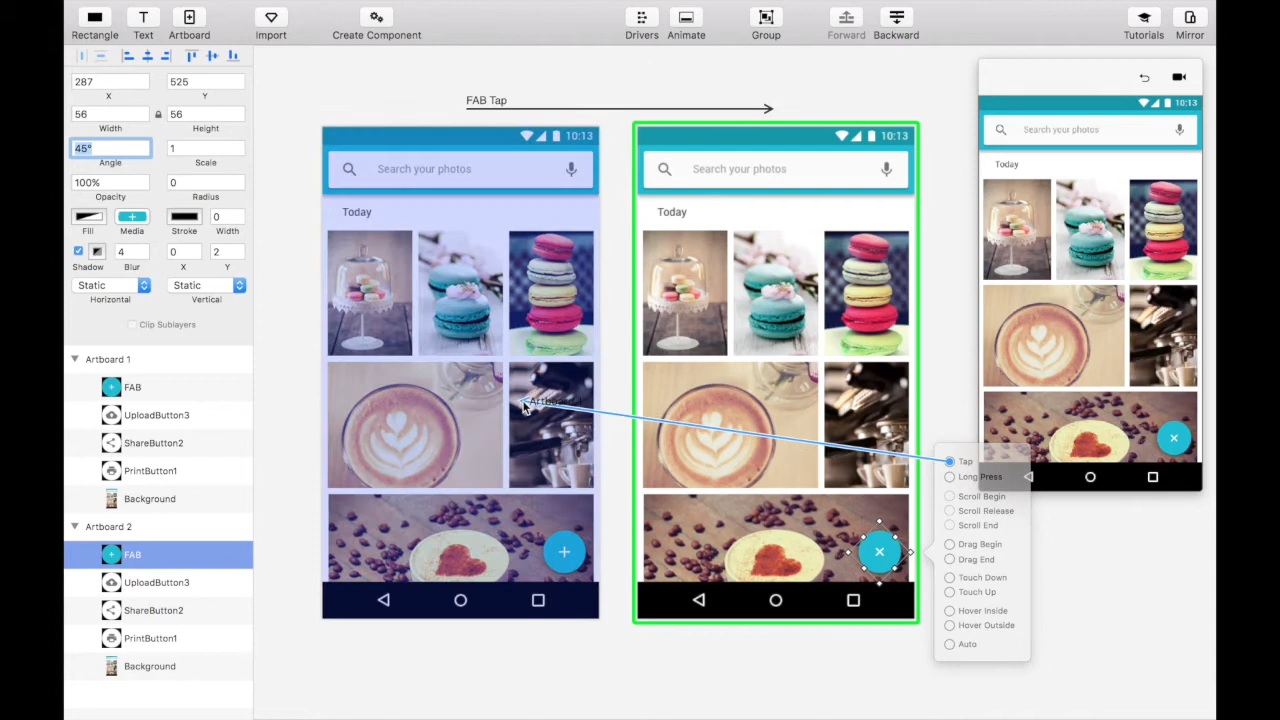 Rectangle Text Artboard Import Create Component Drivers Animate Group Forward Backward Tutorials Mirror
287 525
X Y
56 56
Width Height
45° 1
Angle Scale
100% 0
Opacity Radius
0
Fill Media Stroke Width
4 0 2
Shadow Blur X Y
Static Static
Horizontal Vertical
Clip Sublayers
Artboard 1
FAB
UploadButton3
ShareButton2
PrintButton1
Background
Artboard 2
FAB
UploadButton3
ShareButton2
PrintButton1
Background
FAB Tap
10:13
Search your photos
Today
10:13
Search your photos
Today
Tap
Long Press
Scroll Begin
Scroll Release
Scroll End
Drag Begin
Drag End
Touch Down
Touch Up
Hover Inside
Hover Outside
Auto
10:13
Search your photos
Today